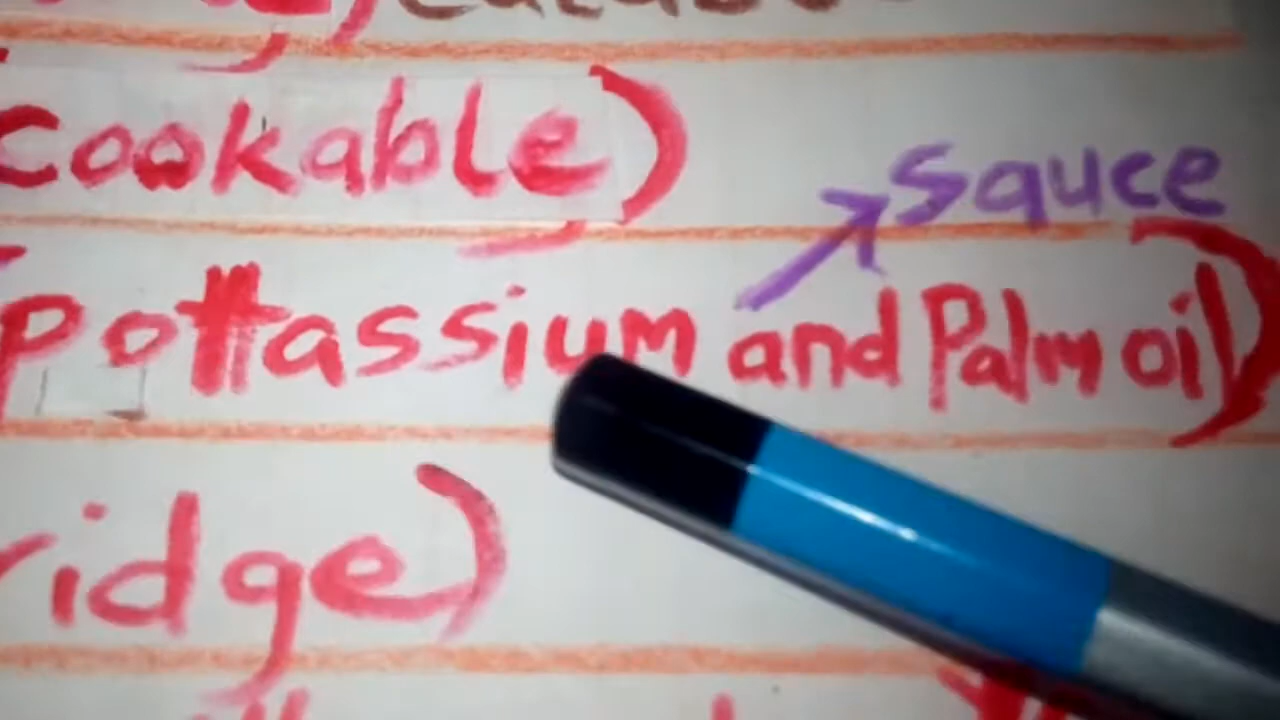 cookable)
sauce
pottassium and Palm oil)
ridge)